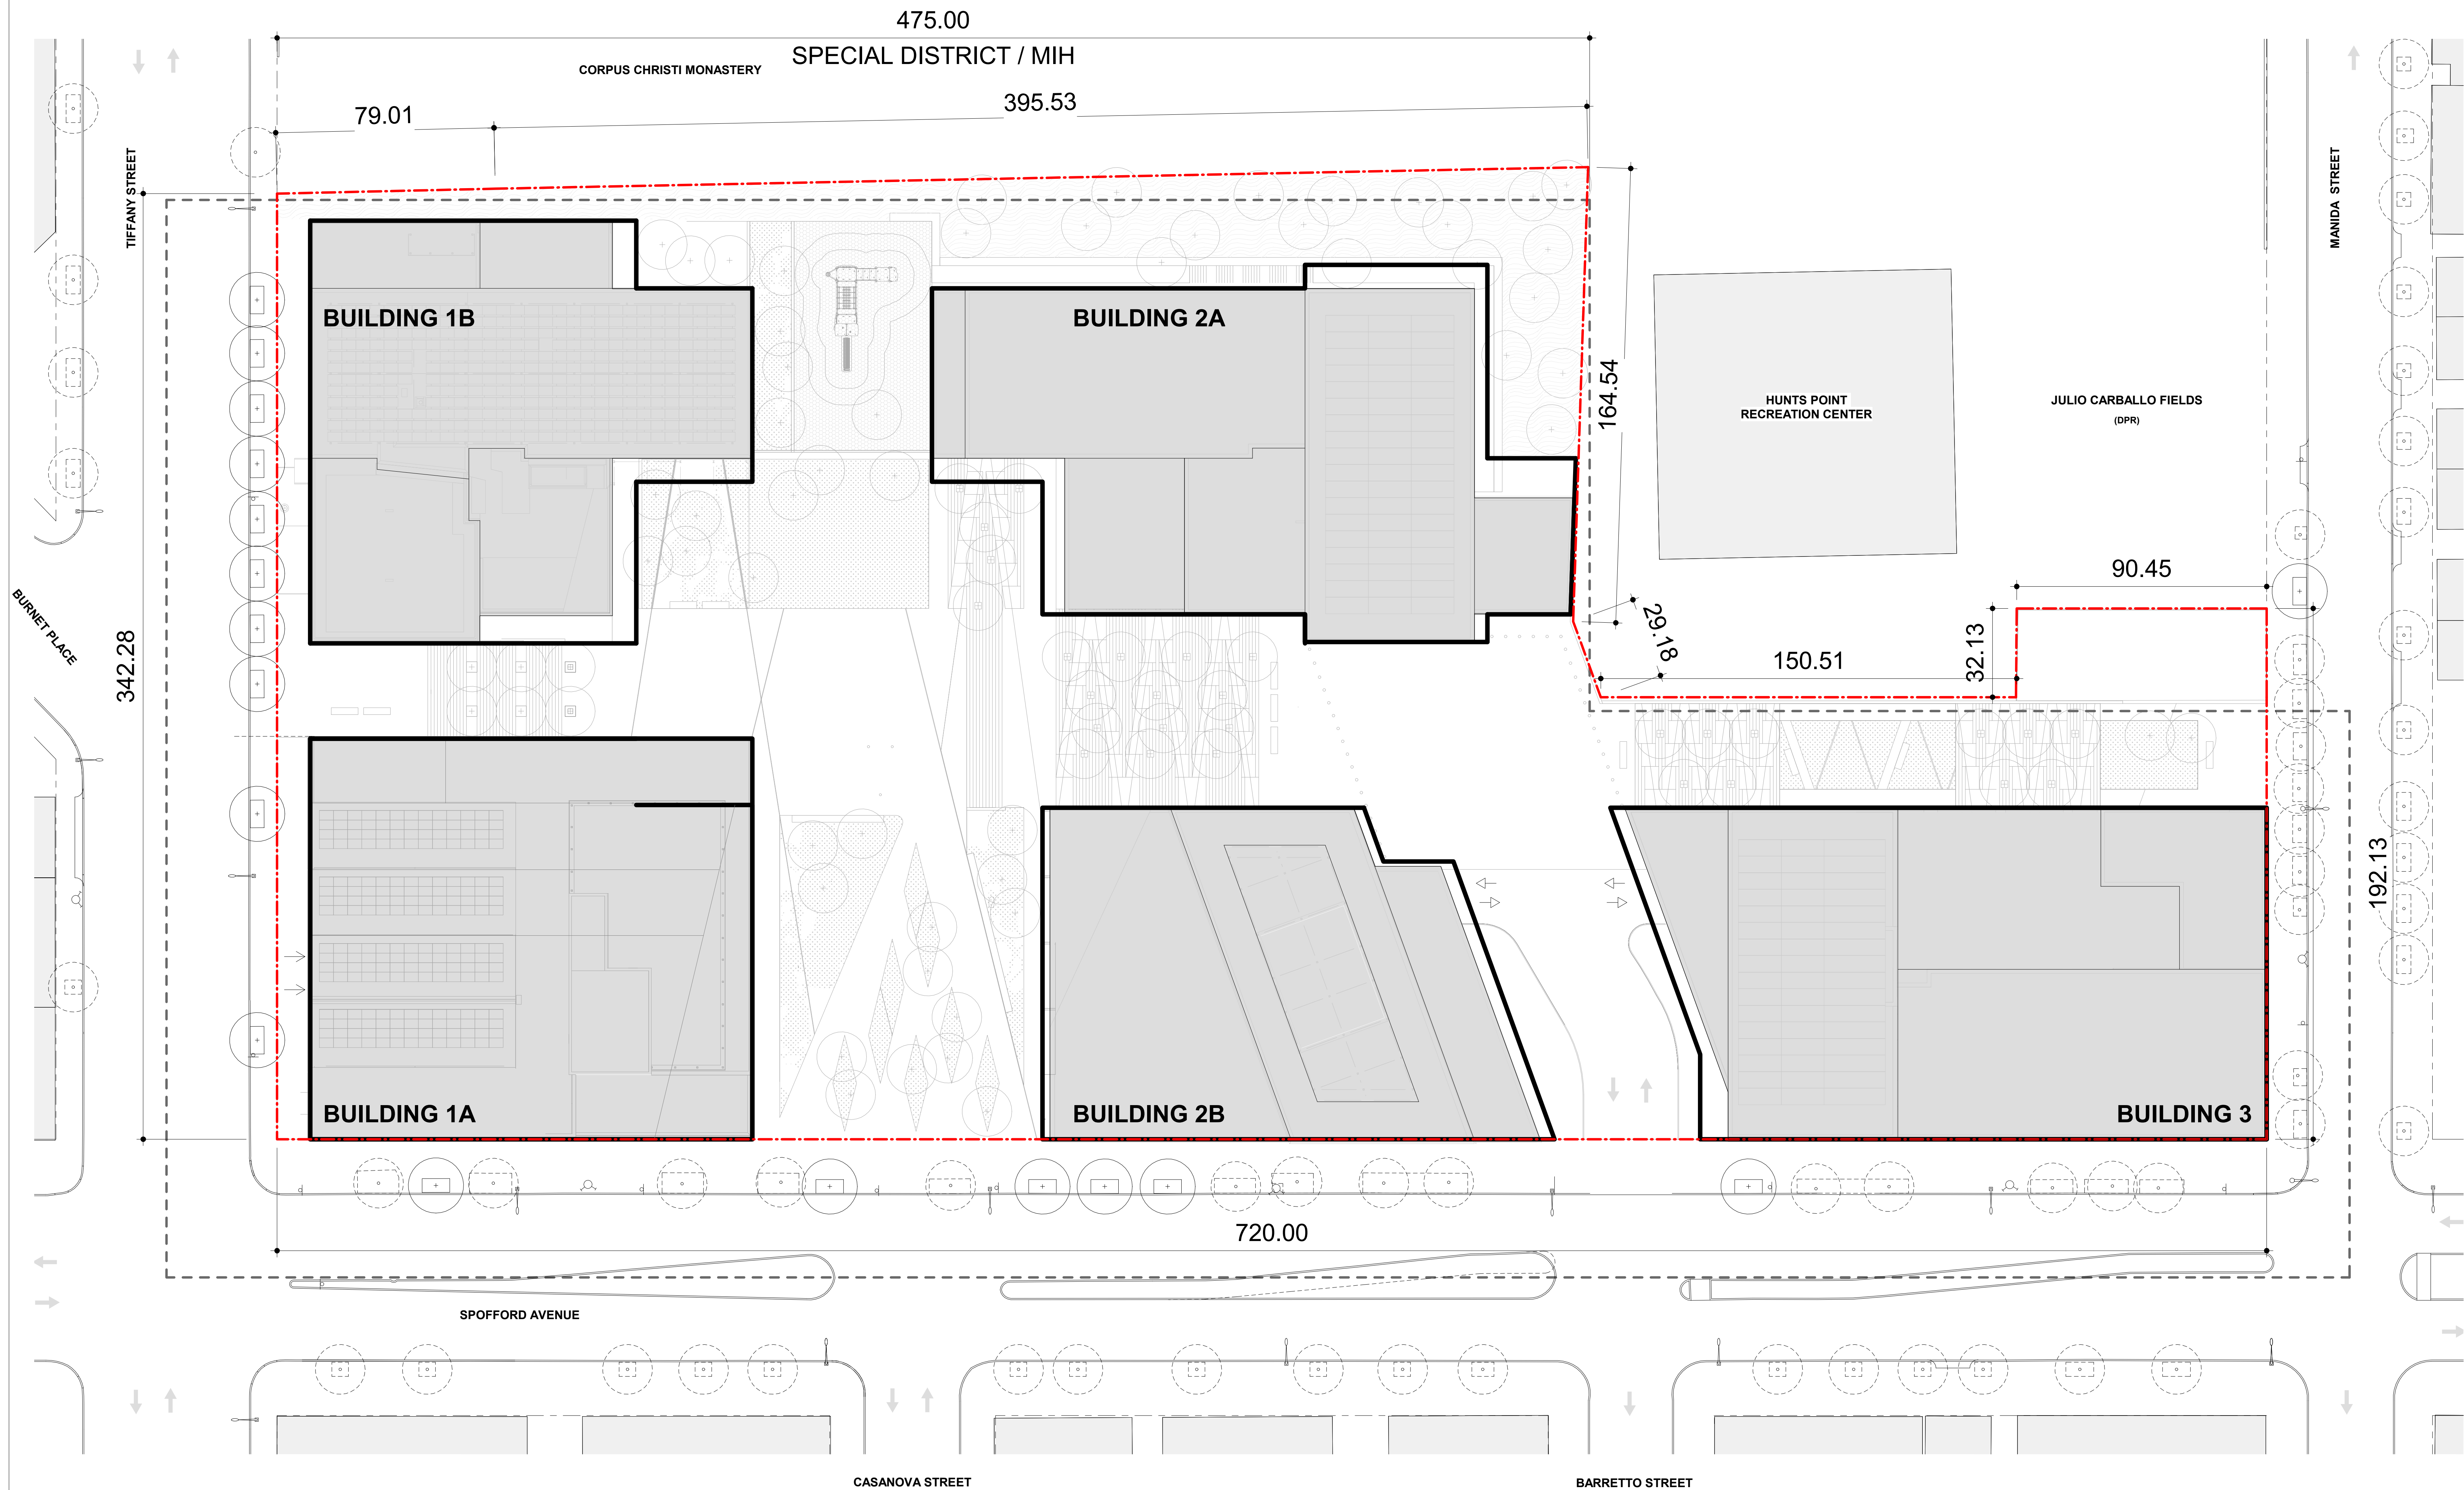 475.00
SPECIAL DISTRICT / MIH
CORPUS CHRISTI MONASTERY
79.01
395.53
TIFFANY STREET
MANIDA STREET
BUILDING 1B
BUILDING 2A
164.54
HUNTS POINT
RECREATION CENTER
JULIO CARBALLO FIELDS
(DPR)
90.45
BURNET PLACE
342.28
29.18
150.51
32.13
192.13
BUILDING 1A
BUILDING 2B
BUILDING 3
720.00
SPOFFORD AVENUE
CASANOVA STREET
BARRETTO STREET